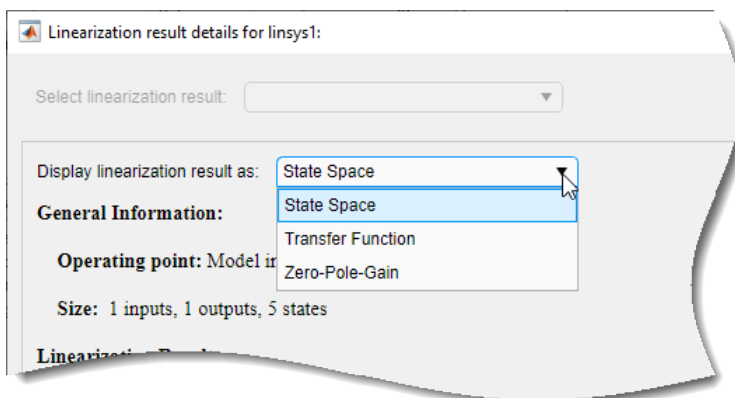 Linearization result details for linsys1:
Select linearization result:
Display linearization result as: State Space
State Space
General Information:
Transfer Function
Operating point: Model
Zero-Pole-Gain
Size: 1 inputs, 1 outputs, 5 states